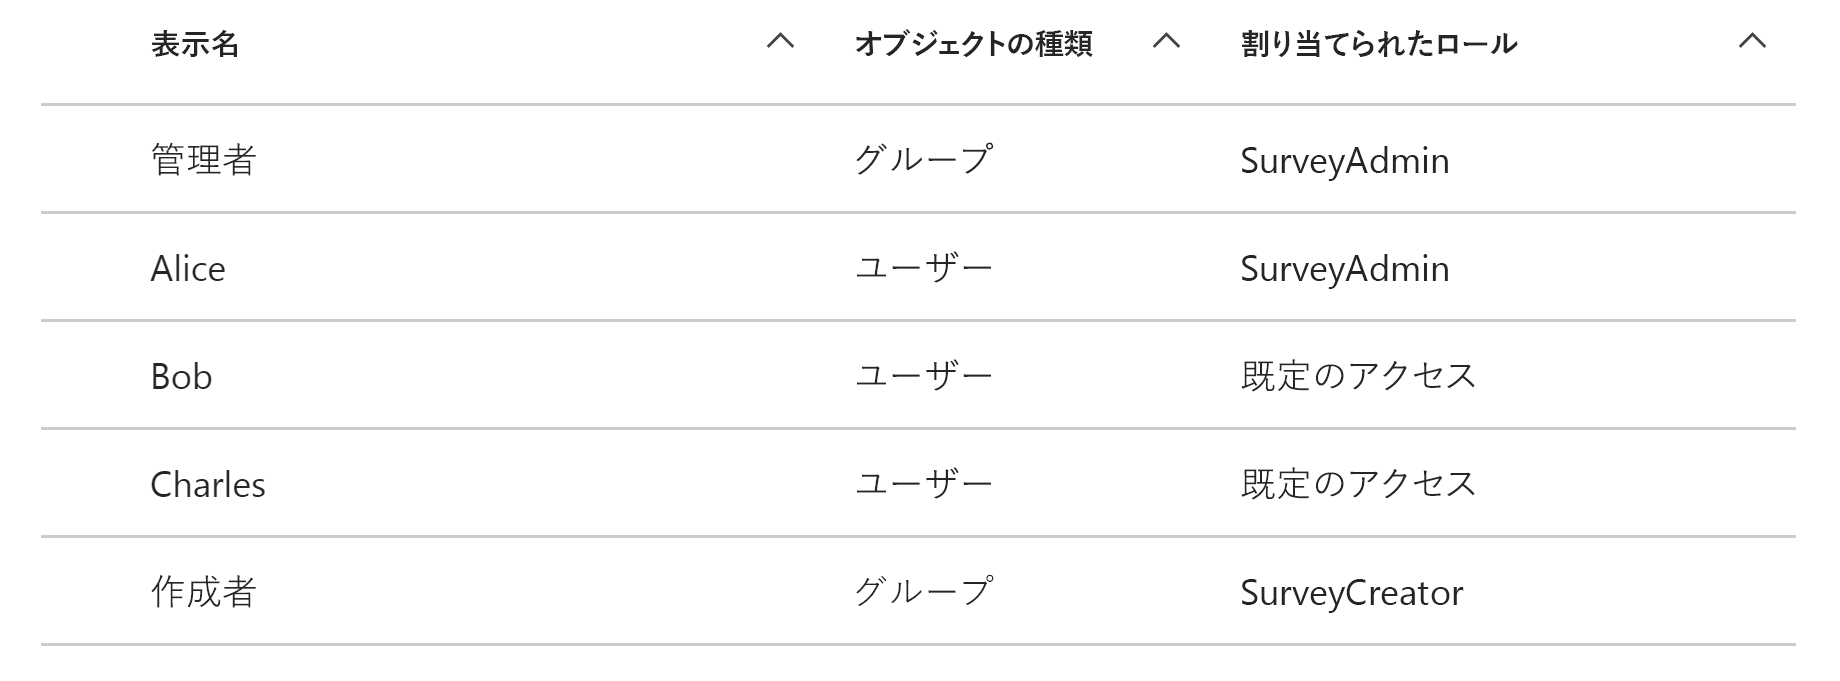 表示名 オブジェクトの種類 割り当てられたロール
管理者 グループ SurveyAdmin
Alice ユーザー SurveyAdmin
Bob ユーザー 既定のアクセス
Charles ユーザー 既定のアクセス
作成者 グループ SurveyCreator